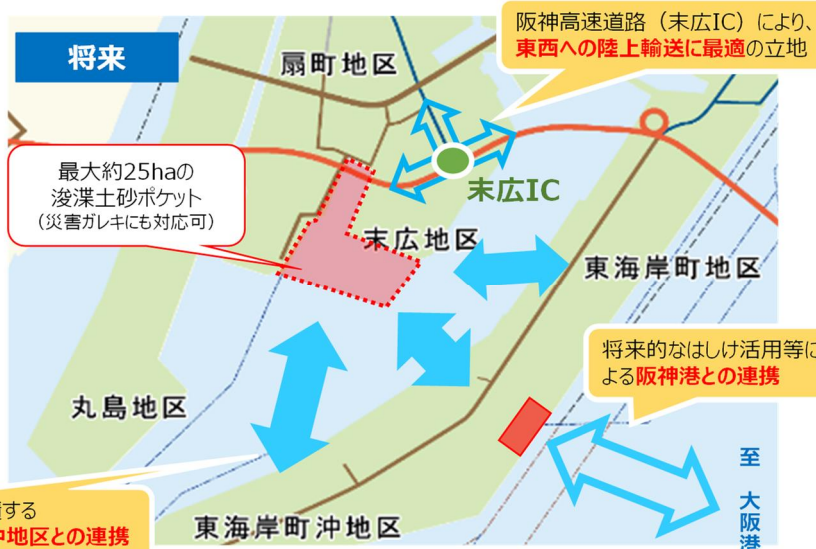 将来
阪神高速道路（末広IC）により、
東西への陸上輸送に最適の立地
扇町地区
最大約25haの
浚渫土砂ポケット
（災害ガレキにも対応可）
末広IC
末広地区
東海岸町地区
将来的なはしけ活用等に
よる阪神港との連携
丸島地区
至 大阪港
する
中地区との連携
東海岸町沖地区